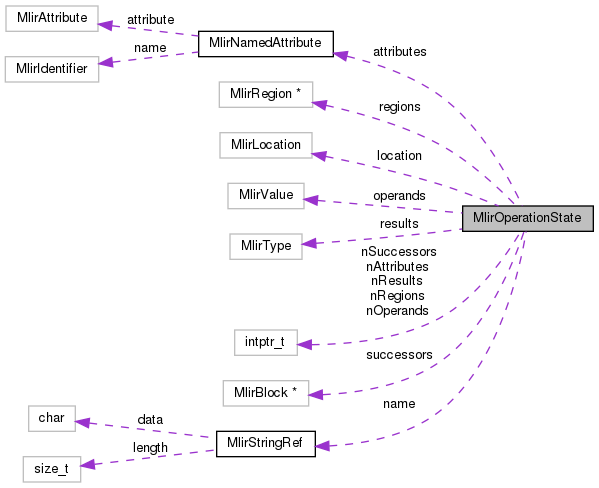 MlirAttribute
attribute
MlirNamedAttribute
name
MlirIdentifier
attributes
MlirRegion *
regions
MlirLocation
location
MlirValue
operands
MlirOperationState
MlirType
results
nSuccessors
nAttributes
nResults
nRegions
nOperands
intptr_t
successors
MlirBlock *
name
char
data
MlirStringRef
length
size_t